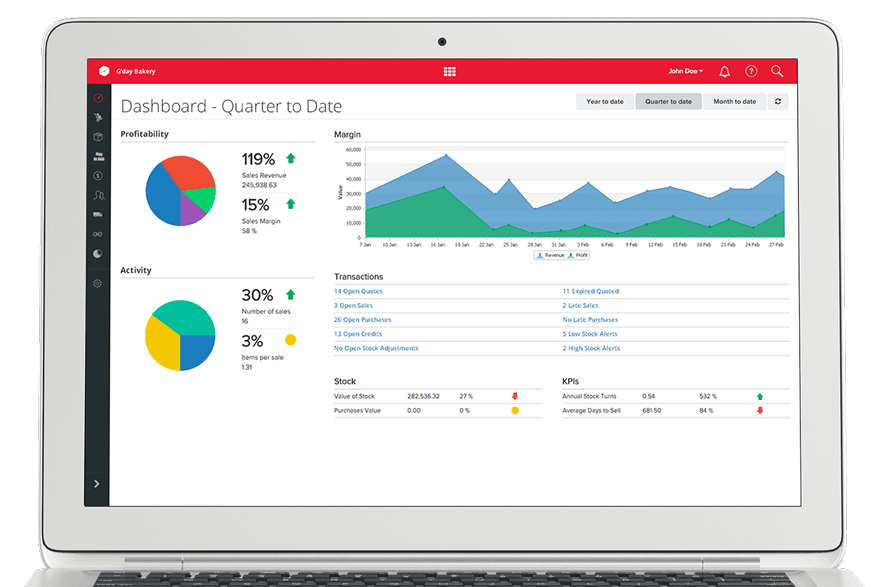 G'day Bakery
John Doe
Dashboard - Quarter to Date
Year to date
Quarter to date
Month to date
Profitability
119%
Sales Revenue
245,938.63
15%
Sales Margin
58 %
Margin
Value
60,000
50,000
40,000
30,000
20,000
10,000
0
7 Jan 10 Jan 13 Jan 16 Jan 19 Jan 22 Jan 25 Jan 28 Jan 31 Jan 3 Feb 6 Feb 9 Feb 12 Feb 15 Feb 18 Feb 21 Feb 24 Feb 27 Feb
Revenue Profit
Activity
30%
Number of sales
16
3%
Items per sale
1.31
Transactions
14 Open Quotes 11 Expired Quoted
3 Open Sales 2 Late Sales
26 Open Purchases No Late Purchases
13 Open Credits 5 Low Stock Alerts
No Open Stock Adjustments 2 High Stock Alerts
Stock
Value of Stock 282,536.32 27 %
Purchases Value 0.00 0 %
KPIs
Annual Stock Turns 0.54 532 %
Average Days to Sell 681.50 84 %